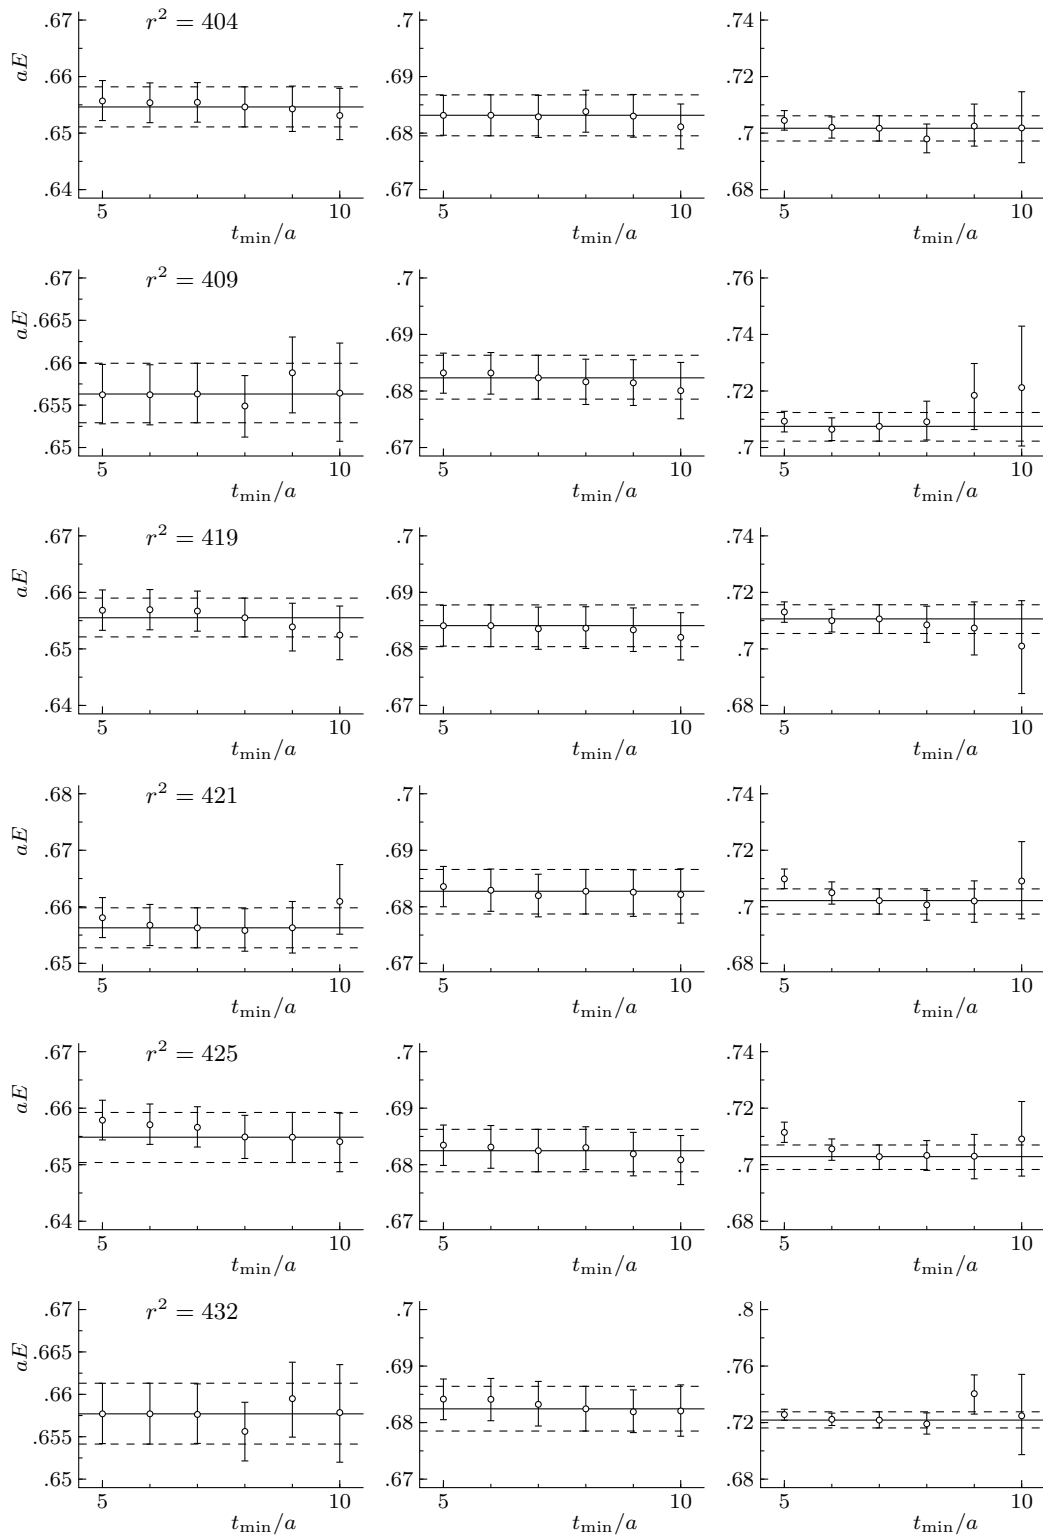 .67 r² = 404 .7 .74
aE
.66 .69 .72
.65 .68 .7
.64 .67 .68
5 10 5 10 5 10
t_min/a t_min/a t_min/a
.67 r² = 409 .7 .76
aE
.665
.69 .74
.66
.68 .72
.655
.65 .67 .7
5 10 5 10 5 10
t_min/a t_min/a t_min/a
.67 r² = 419 .7 .74
aE
.66 .69 .72
.65 .68 .7
.64 .67 .68
5 10 5 10 5 10
t_min/a t_min/a t_min/a
.68 r² = 421 .7 .74
aE
.67 .69 .72
.66 .68 .7
.65 .67 .68
5 10 5 10 5 10
t_min/a t_min/a t_min/a
.67 r² = 425 .7 .74
aE
.66 .69 .72
.65 .68 .7
.64 .67 .68
5 10 5 10 5 10
t_min/a t_min/a t_min/a
.67 r² = 432 .7 .8
aE
.665
.69 .76
.66
.68 .72
.655
.65 .67 .68
5 10 5 10 5 10
t_min/a t_min/a t_min/a